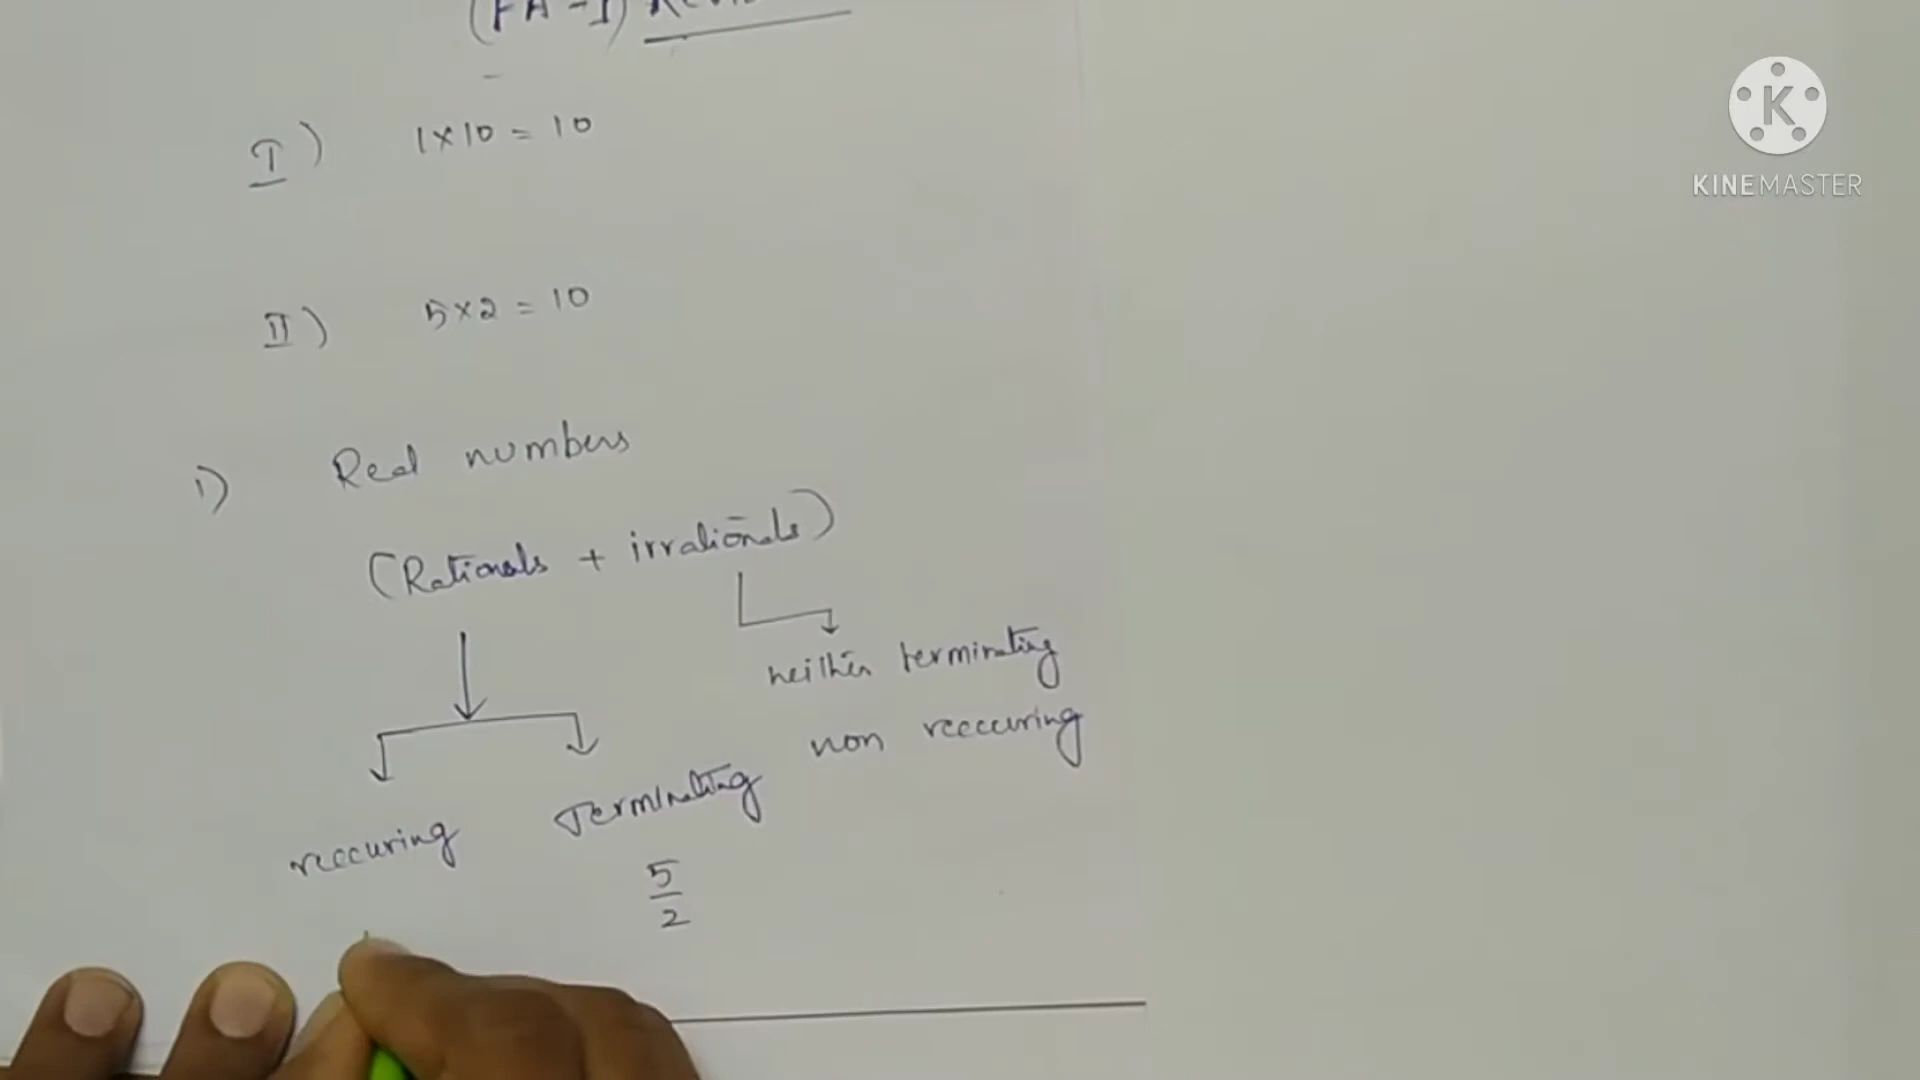 (FA-I)
I) 1×10 = 10
II) 5×2 = 10
1) Real numbers
(Rationals + irrationals)
neither terminating
non reccuring
reccuring Terminating
5/2
K
KINEMASTER